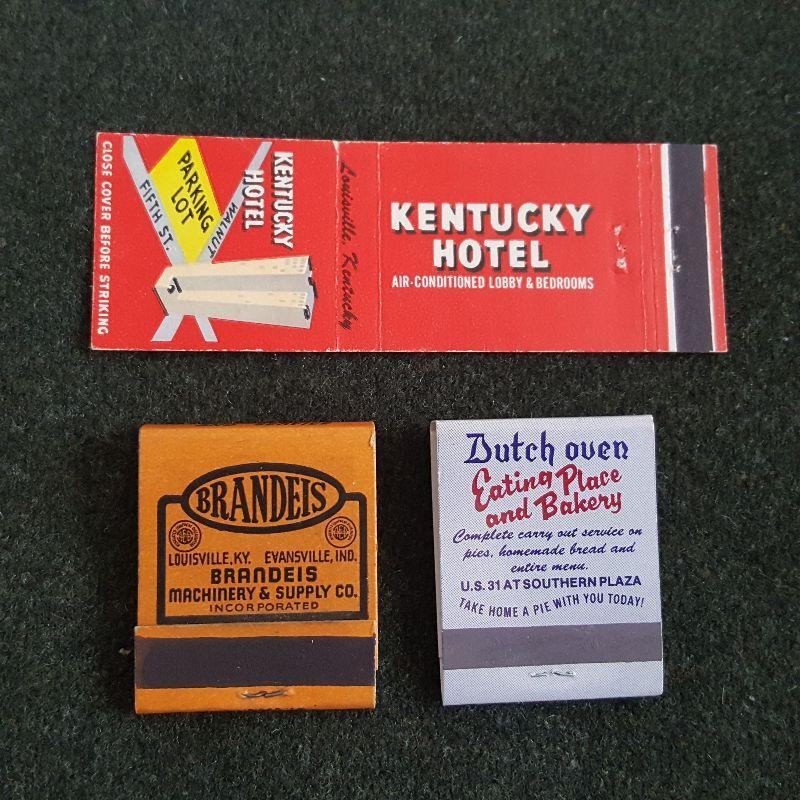 CLOSE COVER BEFORE STRIKING
KENTUCKY
HOTEL
PARKING
LOT
FIFTH ST.
WALNUT
Louisville, Kentucky
KENTUCKY
HOTEL
AIR-CONDITIONED LOBBY & BEDROOMS
BRANDEIS
LOUISVILLE, KY. EVANSVILLE, IND.
BRANDEIS
MACHINERY & SUPPLY CO.
INCORPORATED
Dutch oven
Eating Place
and Bakery
Complete carry out service on
pies, homemade bread and
entire menu.
U.S. 31 AT SOUTHERN PLAZA
TAKE HOME A PIE WITH YOU TODAY!